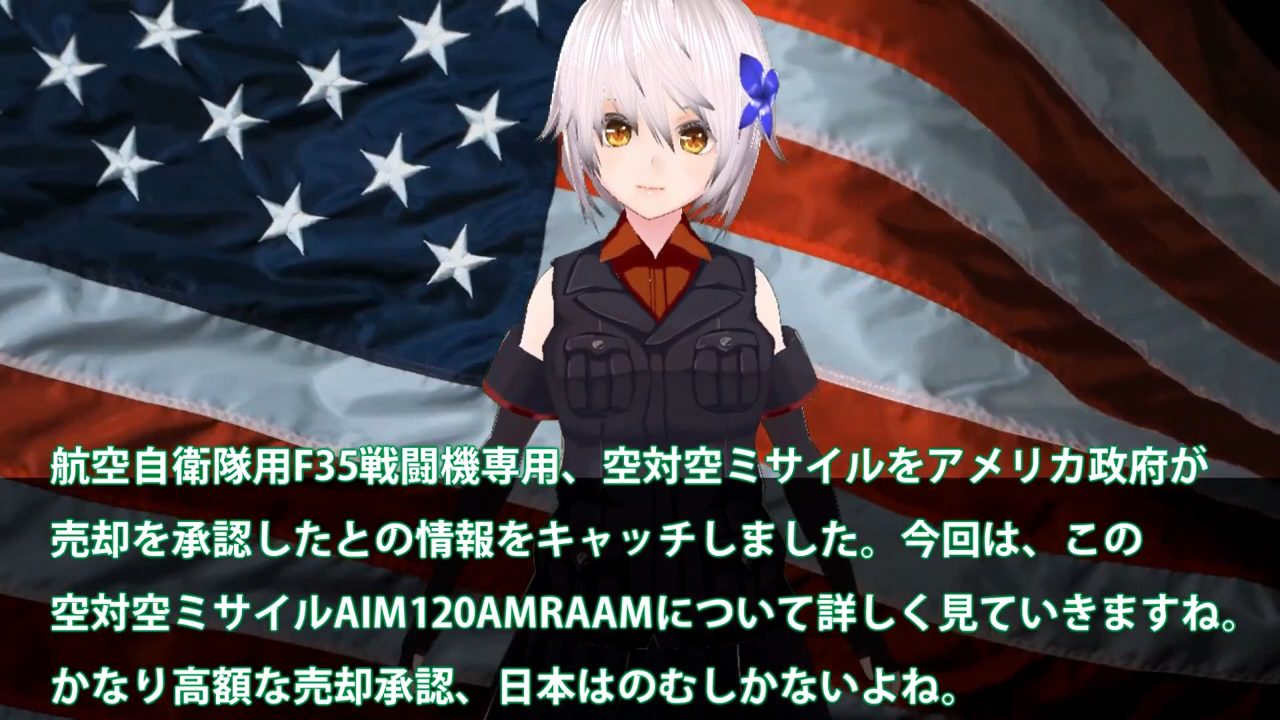 航空自衛隊用F35戦闘機専用、空対空ミサイルをアメリカ政府が
売却を承認したとの情報をキャッチしました。今回は、この
空対空ミサイルAIM120AMRAAMについて詳しく見ていきますね。
かなり高額な売却承認、日本はのむしかないよね。